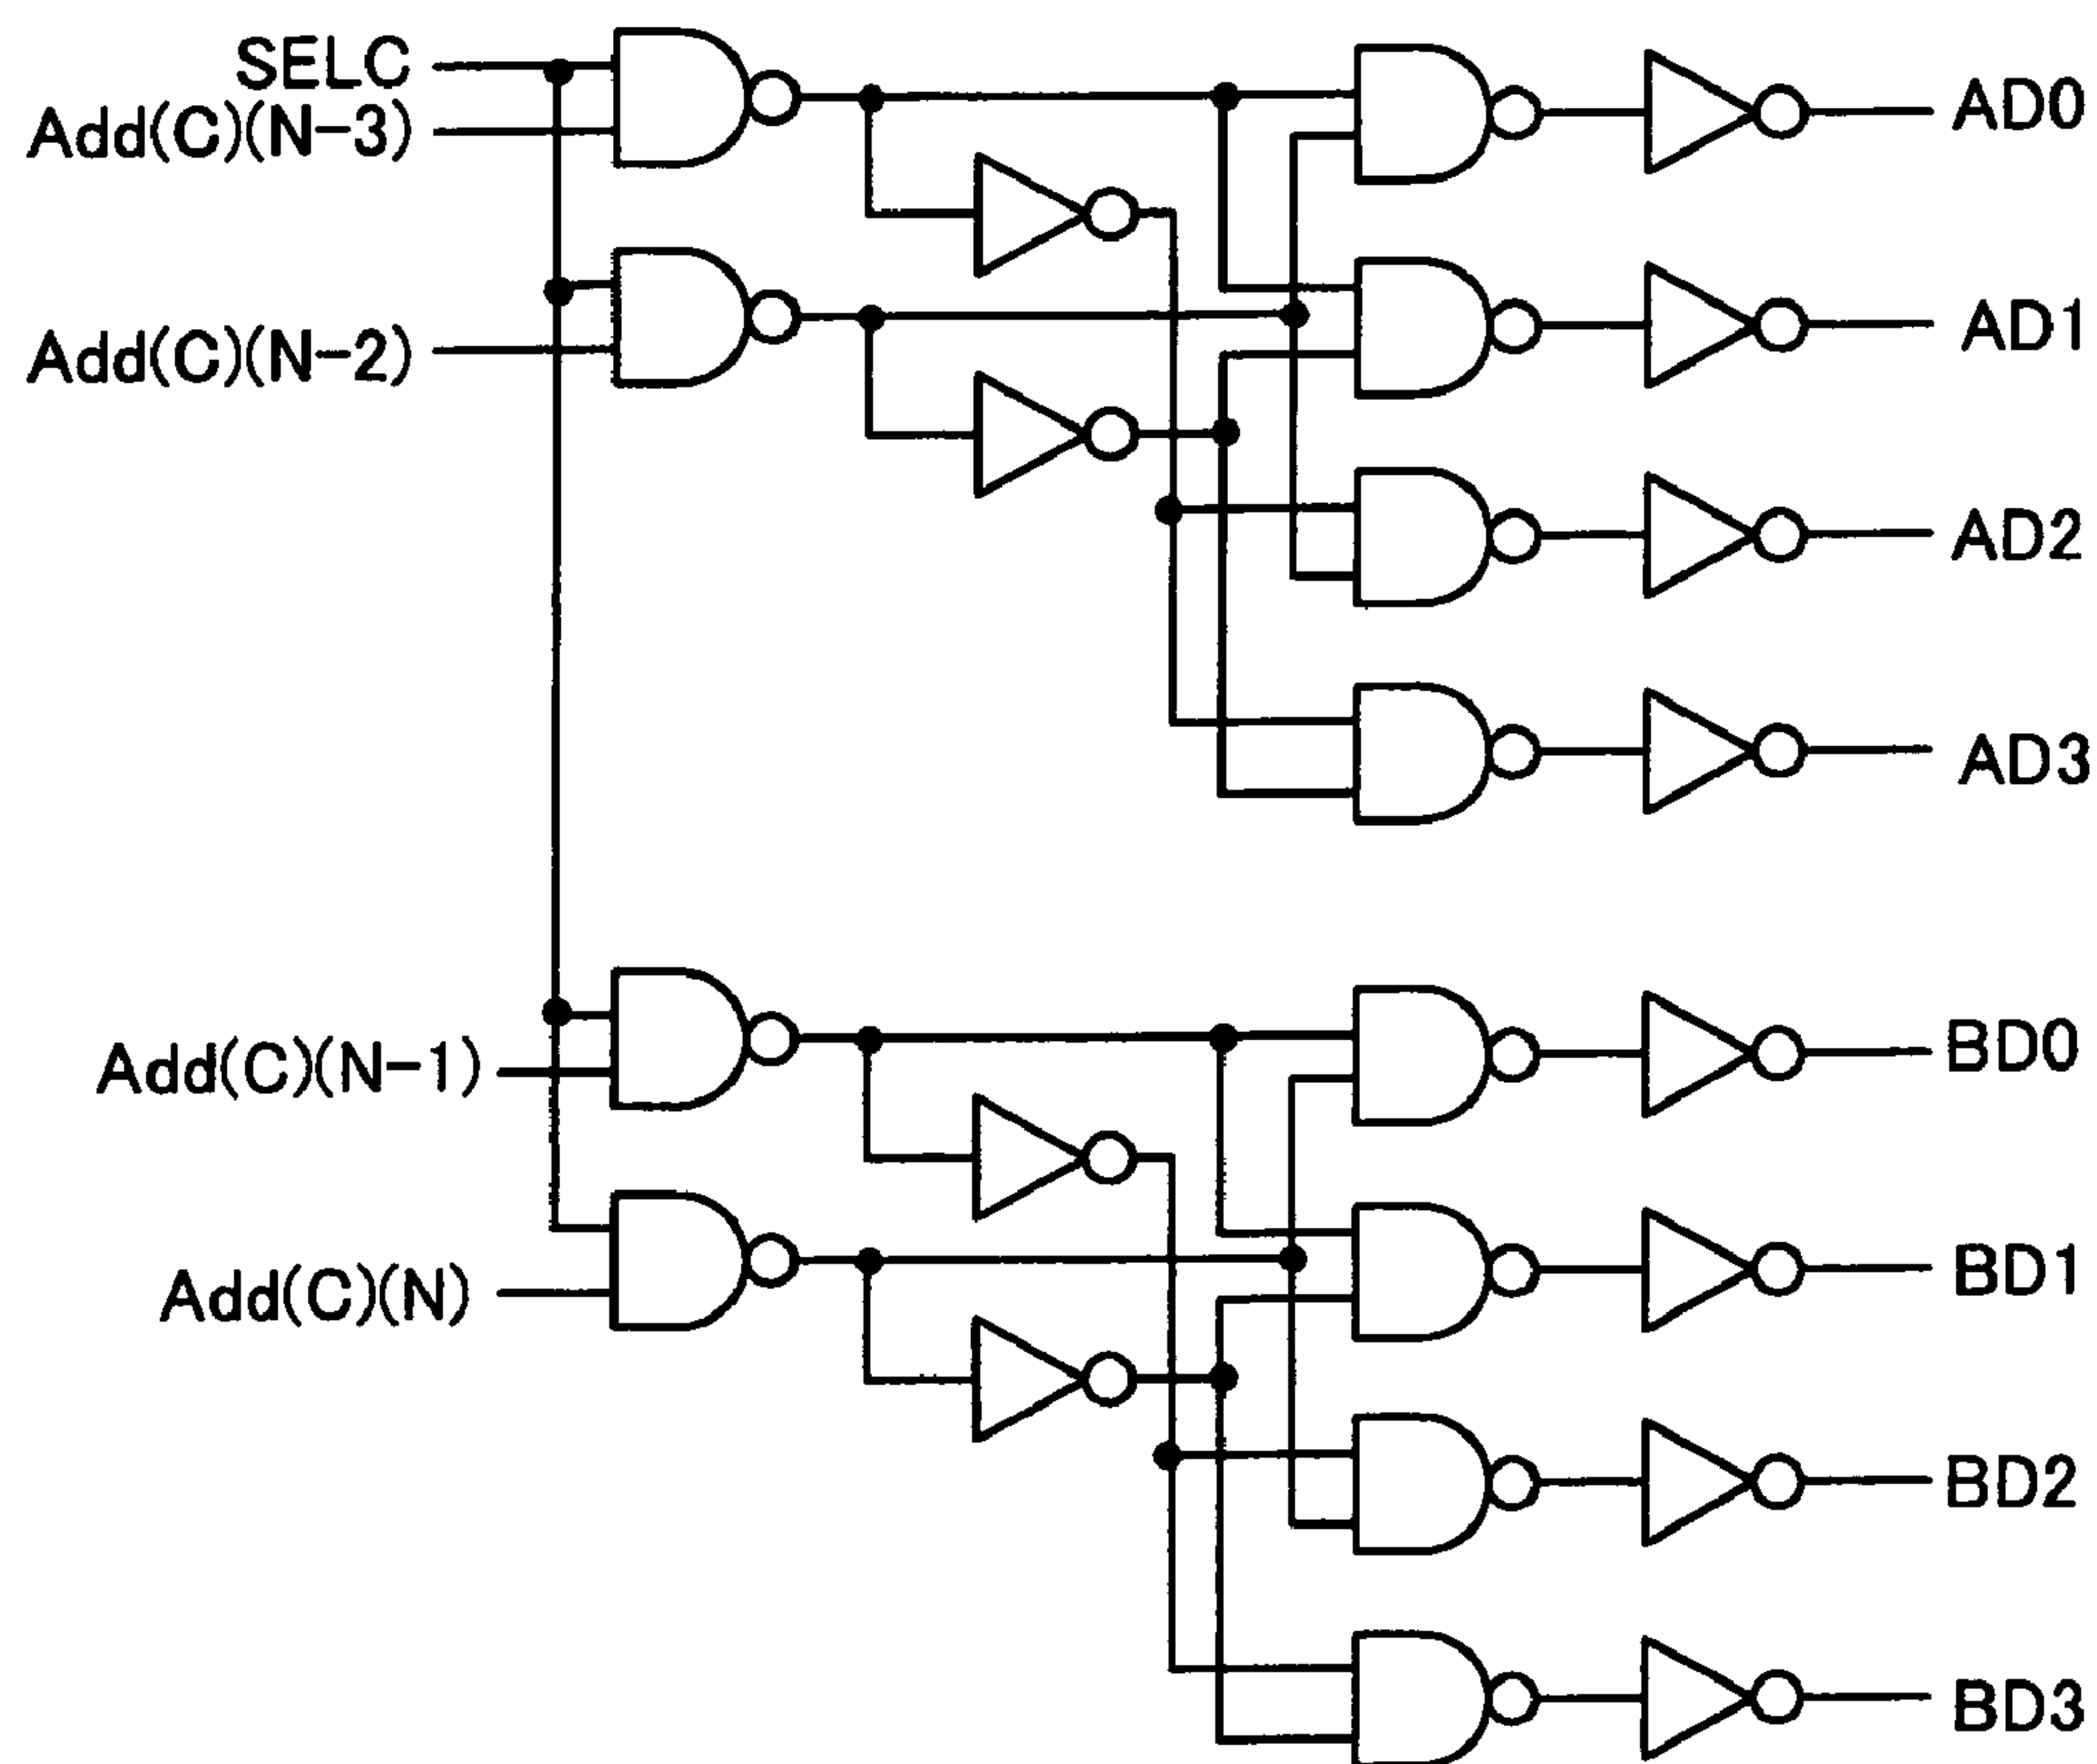 SELC
Add(C)(N-3)
Add(C)(N-2)
Add(C)(N-1)
Add(C)(N)
AD0
AD1
AD2
AD3
BD0
BD1
BD2
BD3